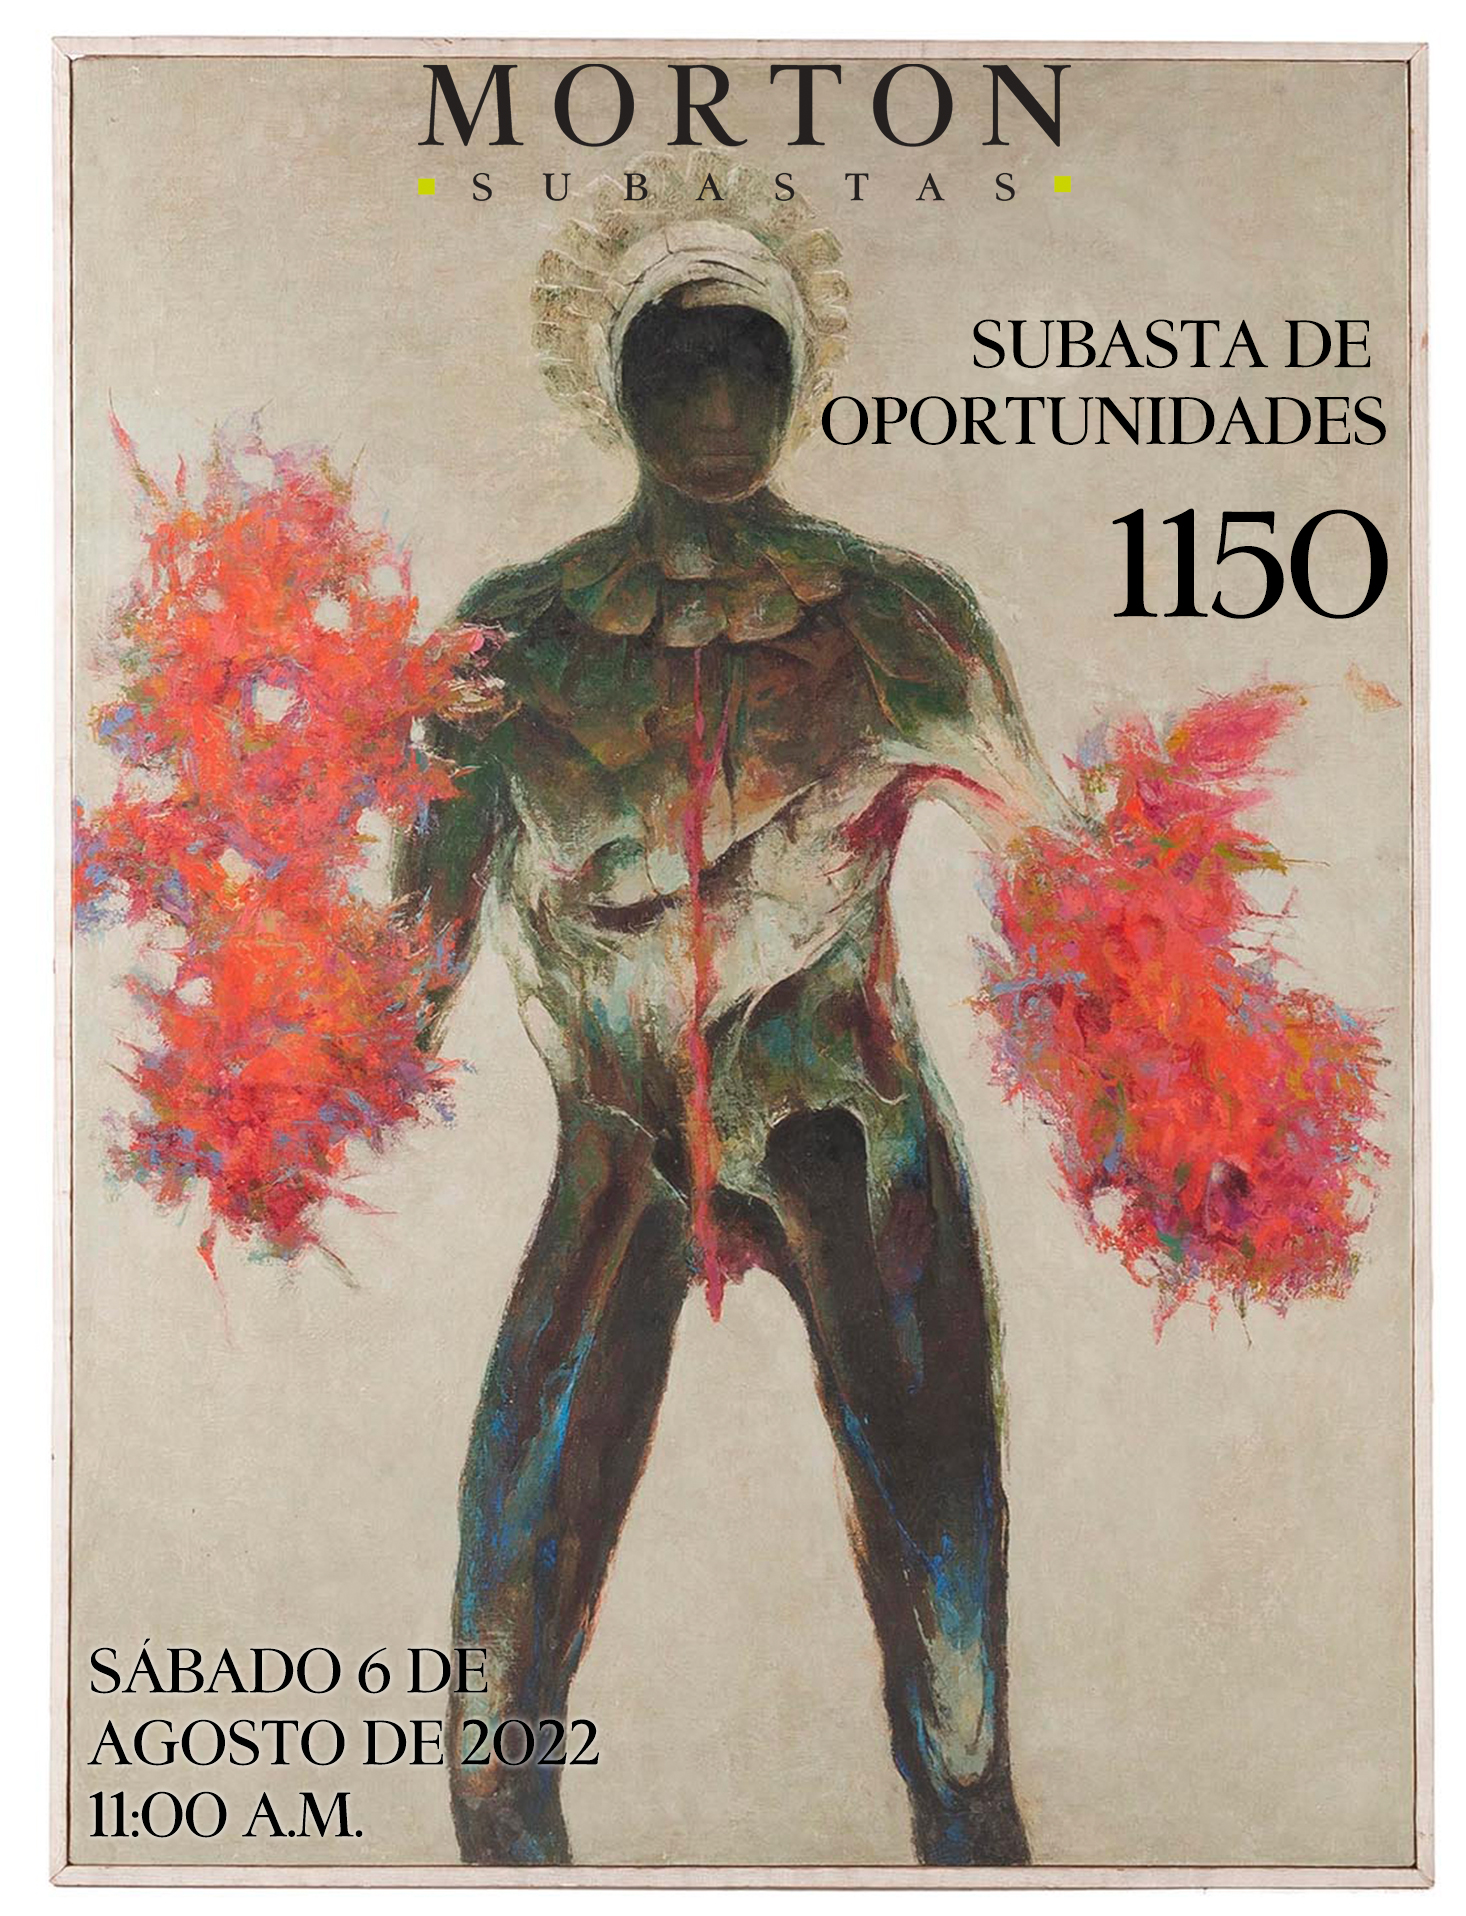 MORTON
SUBASTAS
SUBASTA DE
OPORTUNIDADES
1150
SÁBADO 6 DE
AGOSTO DE 2022
11:00 A.M.